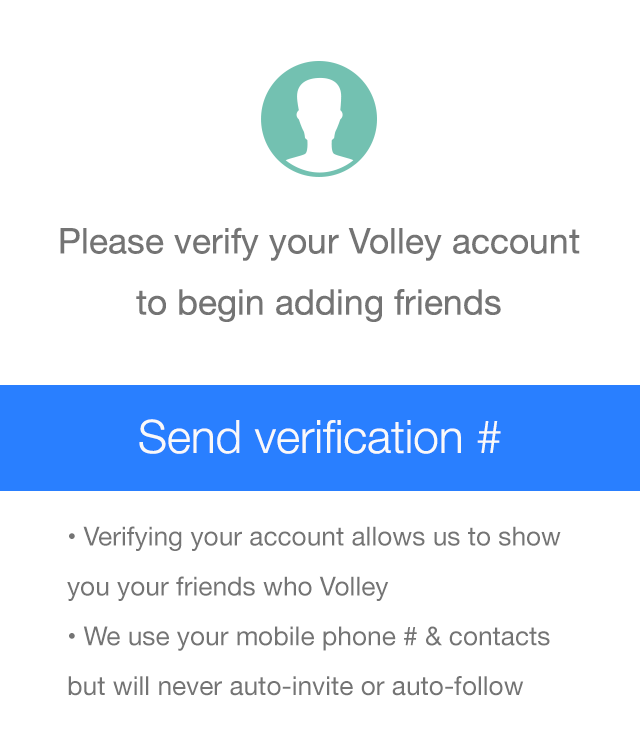 Please verify your Volley account
to begin adding friends
Send verification #
• Verifying your account allows us to show
you your friends who Volley
• We use your mobile phone # & contacts
but will never auto-invite or auto-follow